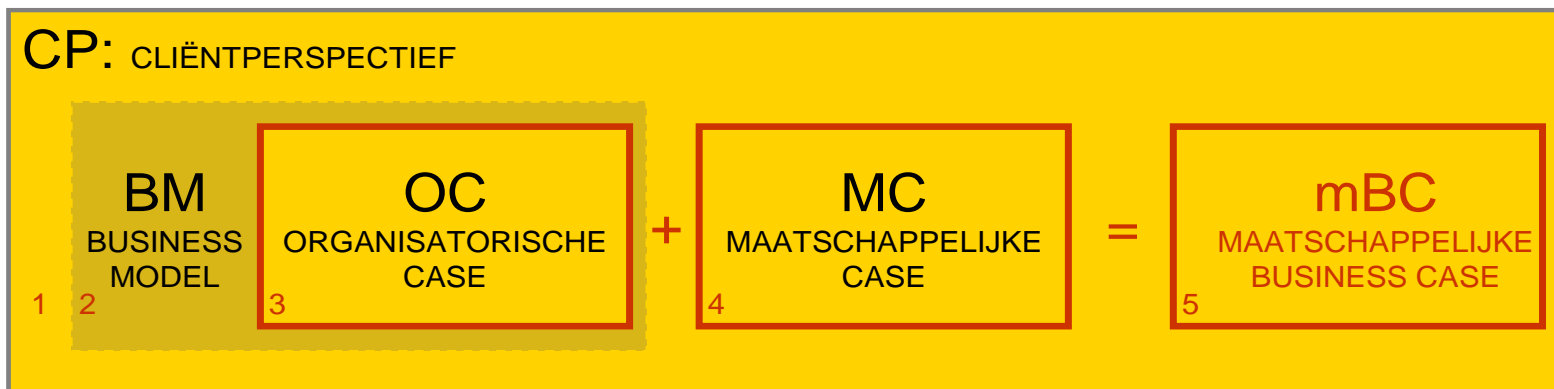 CP: CLIËNTPERSPECTIEF
1
BM
BUSINESS
MODEL
2
OC
ORGANISATORISCHE
CASE
3
+
MC
MAATSCHAPPELIJKE
CASE
4
=
mBC
MAATSCHAPPELIJKE
BUSINESS CASE
5